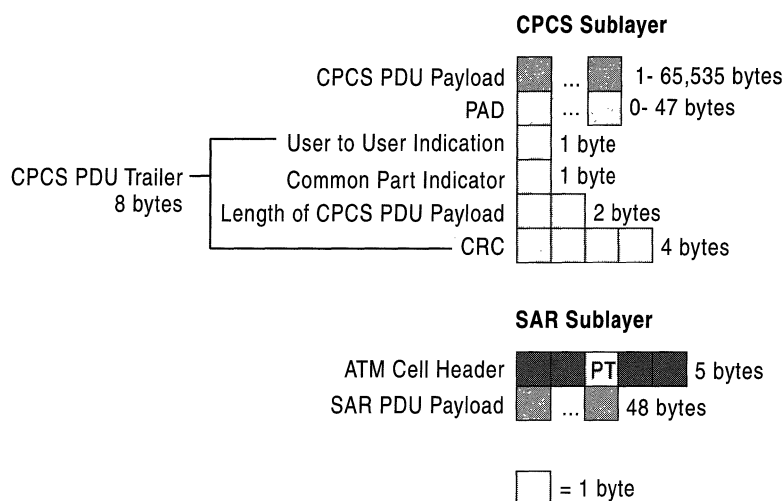 CPCS Sublayer
CPCS PDU Payload ... 1- 65,535 bytes
PAD ... 0- 47 bytes
User to User Indication 1 byte
CPCS PDU Trailer
8 bytes
Common Part Indicator 1 byte
Length of CPCS PDU Payload 2 bytes
CRC 4 bytes
SAR Sublayer
ATM Cell Header PT 5 bytes
SAR PDU Payload ... 48 bytes
= 1 byte